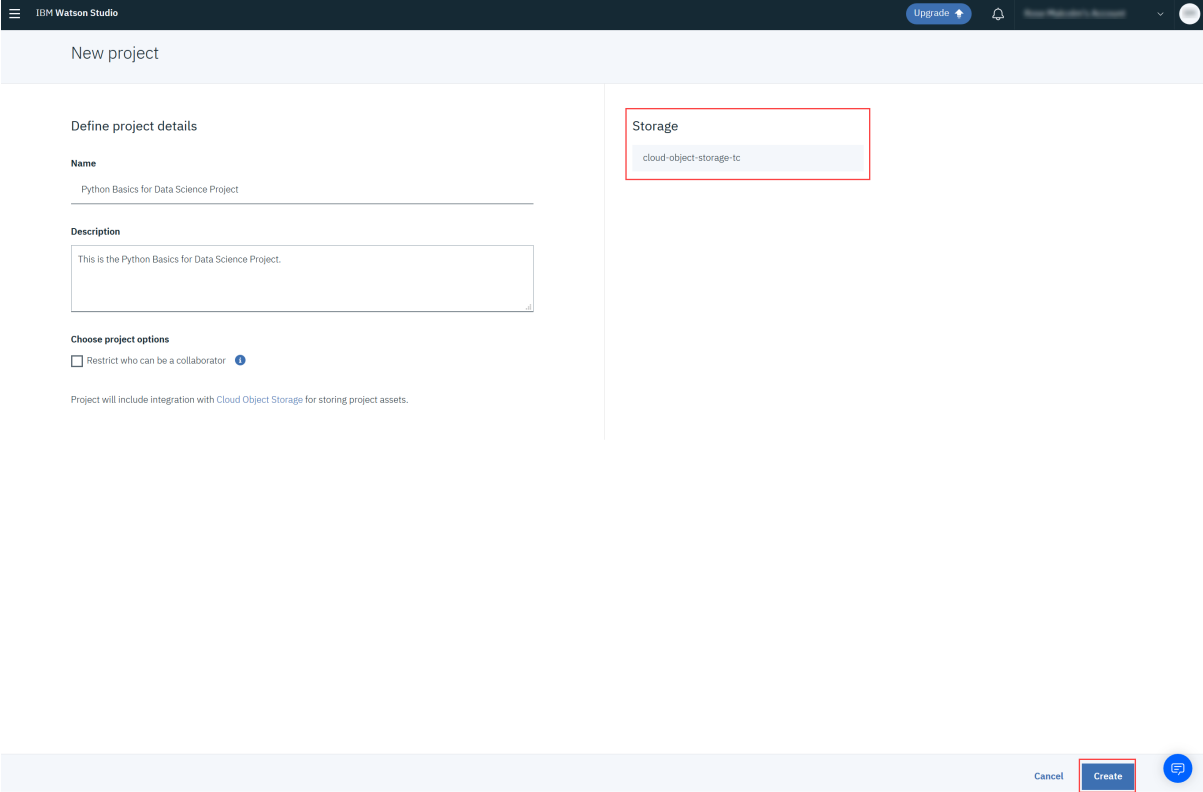 IBM Watson Studio
Upgrade
New project
Define project details
Name
Python Basics for Data Science Project
Description
This is the Python Basics for Data Science Project.
Choose project options
Restrict who can be a collaborator
Project will include integration with Cloud Object Storage for storing project assets.
Storage
cloud-object-storage-tc
Cancel
Create